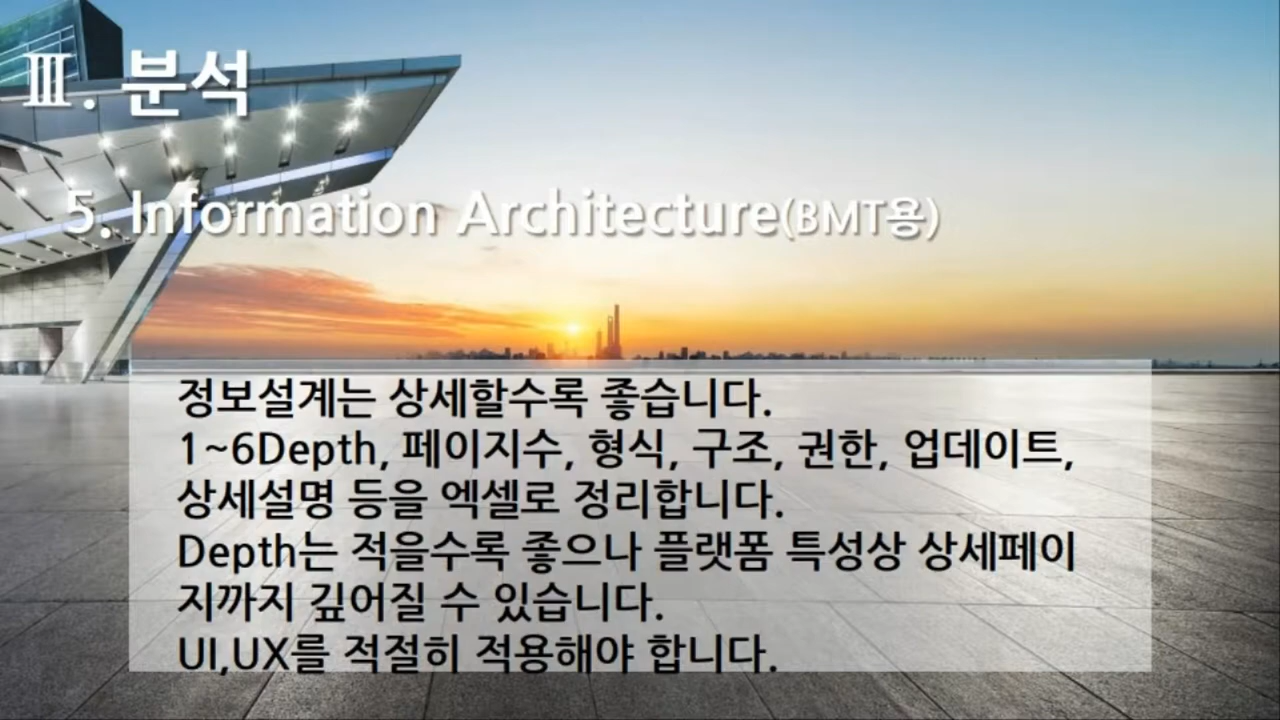 Ⅲ. 분석
5. Information Architecture(BMT용)
정보설계는 상세할수록 좋습니다.
1~6Depth, 페이지수, 형식, 구조, 권한, 업데이트,
상세설명 등을 엑셀로 정리합니다.
Depth는 적을수록 좋으나 플랫폼 특성상 상세페이
지까지 깊어질 수 있습니다.
UI,UX를 적절히 적용해야 합니다.